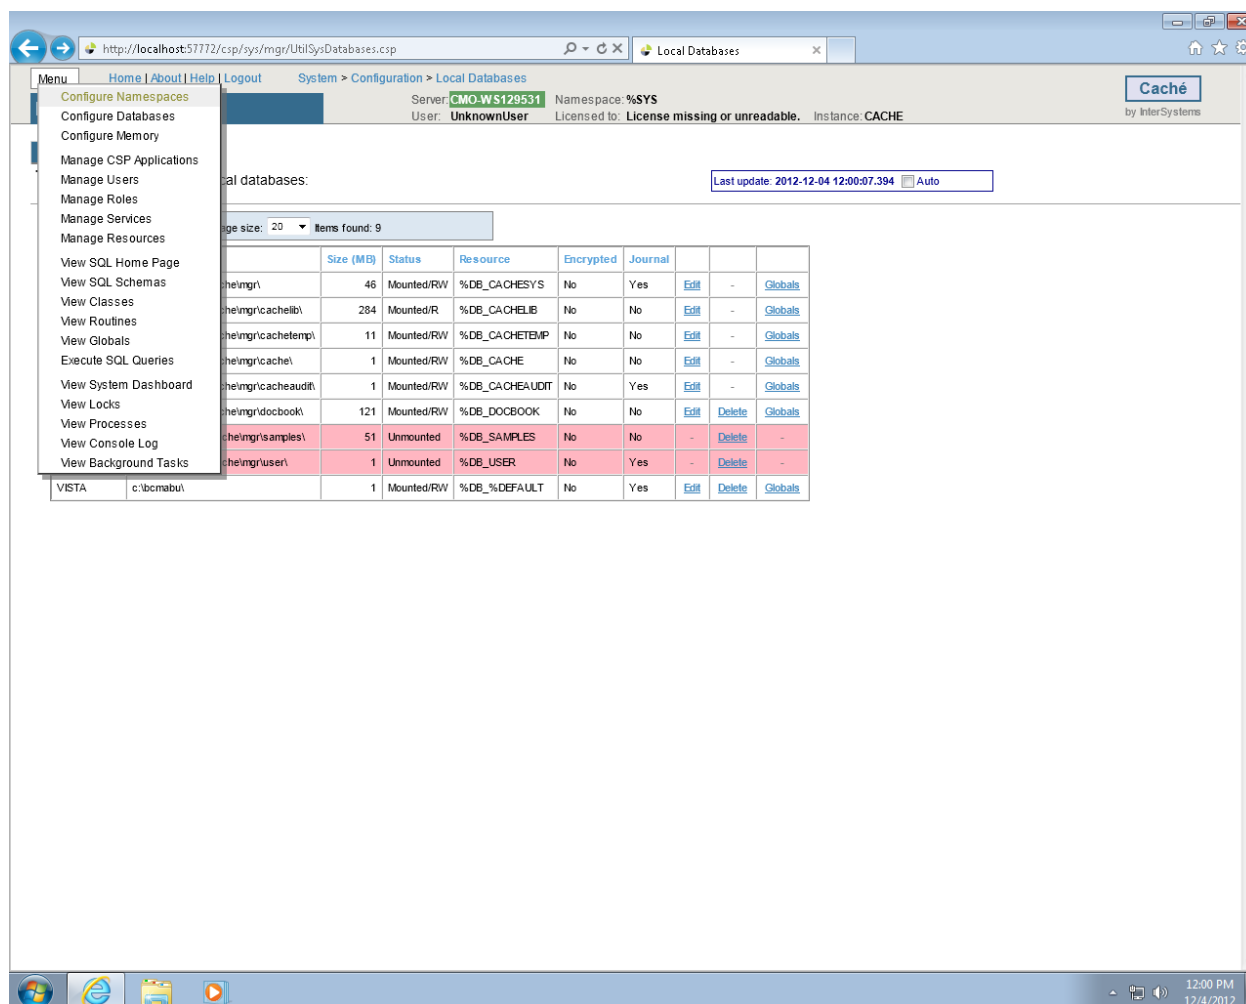 http://localhost:57772/csp/sys/mgr/UtilSysDatabases.csp
Local Databases
Menu
Home | About | Help | Logout
System > Configuration > Local Databases
Server: CMO-WS129531 Namespace: %SYS
User: UnknownUser Licensed to: License missing or unreadable. Instance: CACHE
Caché
by InterSystems
Configure Namespaces
Configure Databases
Configure Memory
Manage CSP Applications
Manage Users
Manage Roles
Manage Services
Manage Resources
View SQL Home Page
View SQL Schemas
View Classes
View Routines
View Globals
Execute SQL Queries
View System Dashboard
View Locks
View Processes
View Console Log
View Background Tasks
databases:
Last update: 2012-12-04 12:00:07.394 Auto
size: 20 Items found: 9
Size (MB) Status Resource Encrypted Journal
\mgr\ 46 Mounted/RW %DB_CACHESYS No Yes Edit - Globals
\mgr\cachelib\ 284 Mounted/R %DB_CACHELIB No No Edit - Globals
\mgr\cachetemp\ 11 Mounted/RW %DB_CACHETEMP No No Edit - Globals
\mgr\cache\ 1 Mounted/RW %DB_CACHE No No Edit - Globals
\mgr\cacheaudit\ 1 Mounted/RW %DB_CACHEAUDIT No Yes Edit - Globals
\mgr\docbook\ 121 Mounted/RW %DB_DOCBOOK No No Edit Delete Globals
\mgr\samples\ 51 Unmounted %DB_SAMPLES No No - Delete -
\mgr\user\ 1 Unmounted %DB_USER No Yes - Delete -
VISTA c:\bcmabu\ 1 Mounted/RW %DB_%DEFAULT No Yes Edit Delete Globals
12:00 PM
12/4/2012